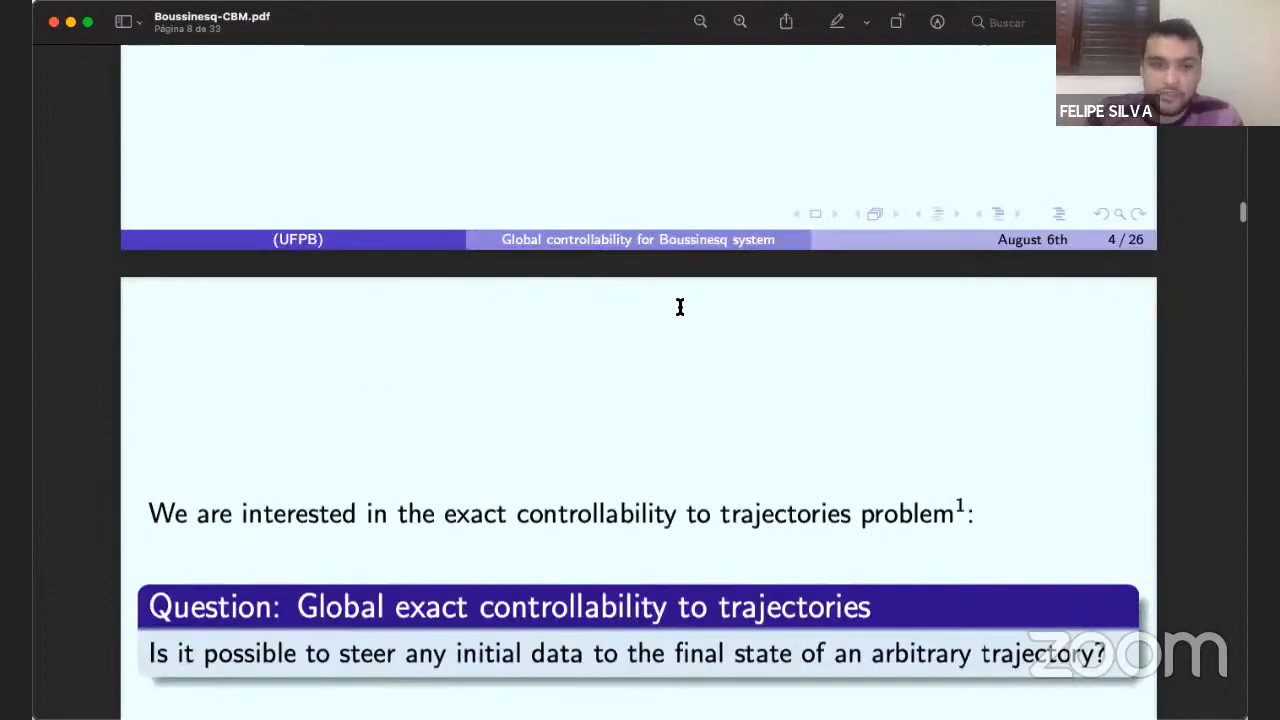 Boussinesq-CBM.pdf
Página 8 de 33
Buscar
FELIPE SILVA
(UFPB)
Global controllability for Boussinesq system
August 6th
4 / 26
We are interested in the exact controllability to trajectories problem¹:
Question: Global exact controllability to trajectories
Is it possible to steer any initial data to the final state of an arbitrary trajectory?
zoom